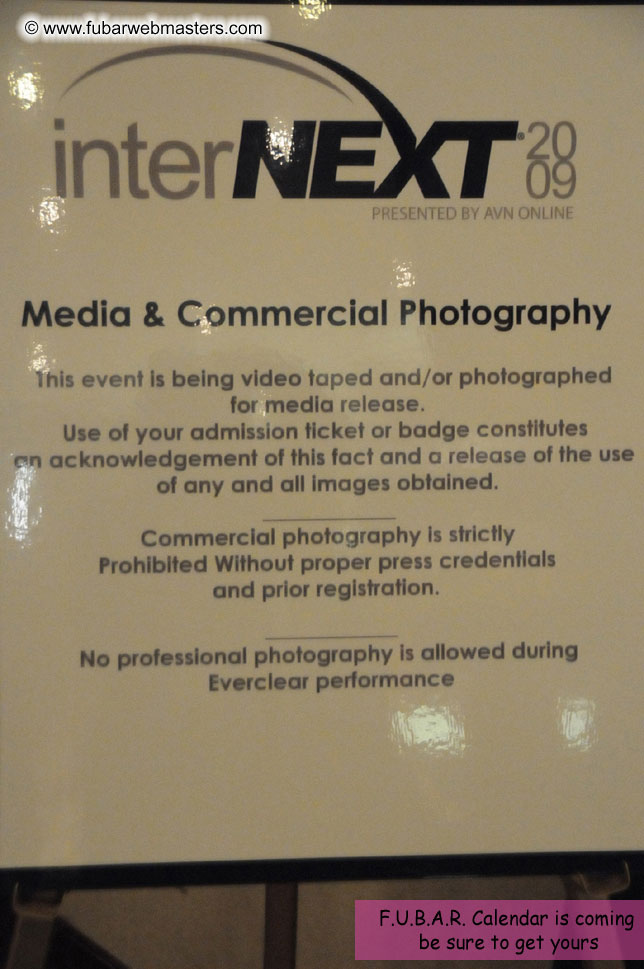 © www.fubarwebmasters.com
interNEXT·20
09
PRESENTED BY AVN ONLINE
Media & Commercial Photography
This event is being video taped and/or photographed
for media release.
Use of your admission ticket or badge constitutes
an acknowledgement of this fact and a release of the use
of any and all images obtained.
Commercial photography is strictly
Prohibited Without proper press credentials
and prior registration.
No professional photography is allowed during
Everclear performance
F.U.B.A.R. Calendar is coming
be sure to get yours